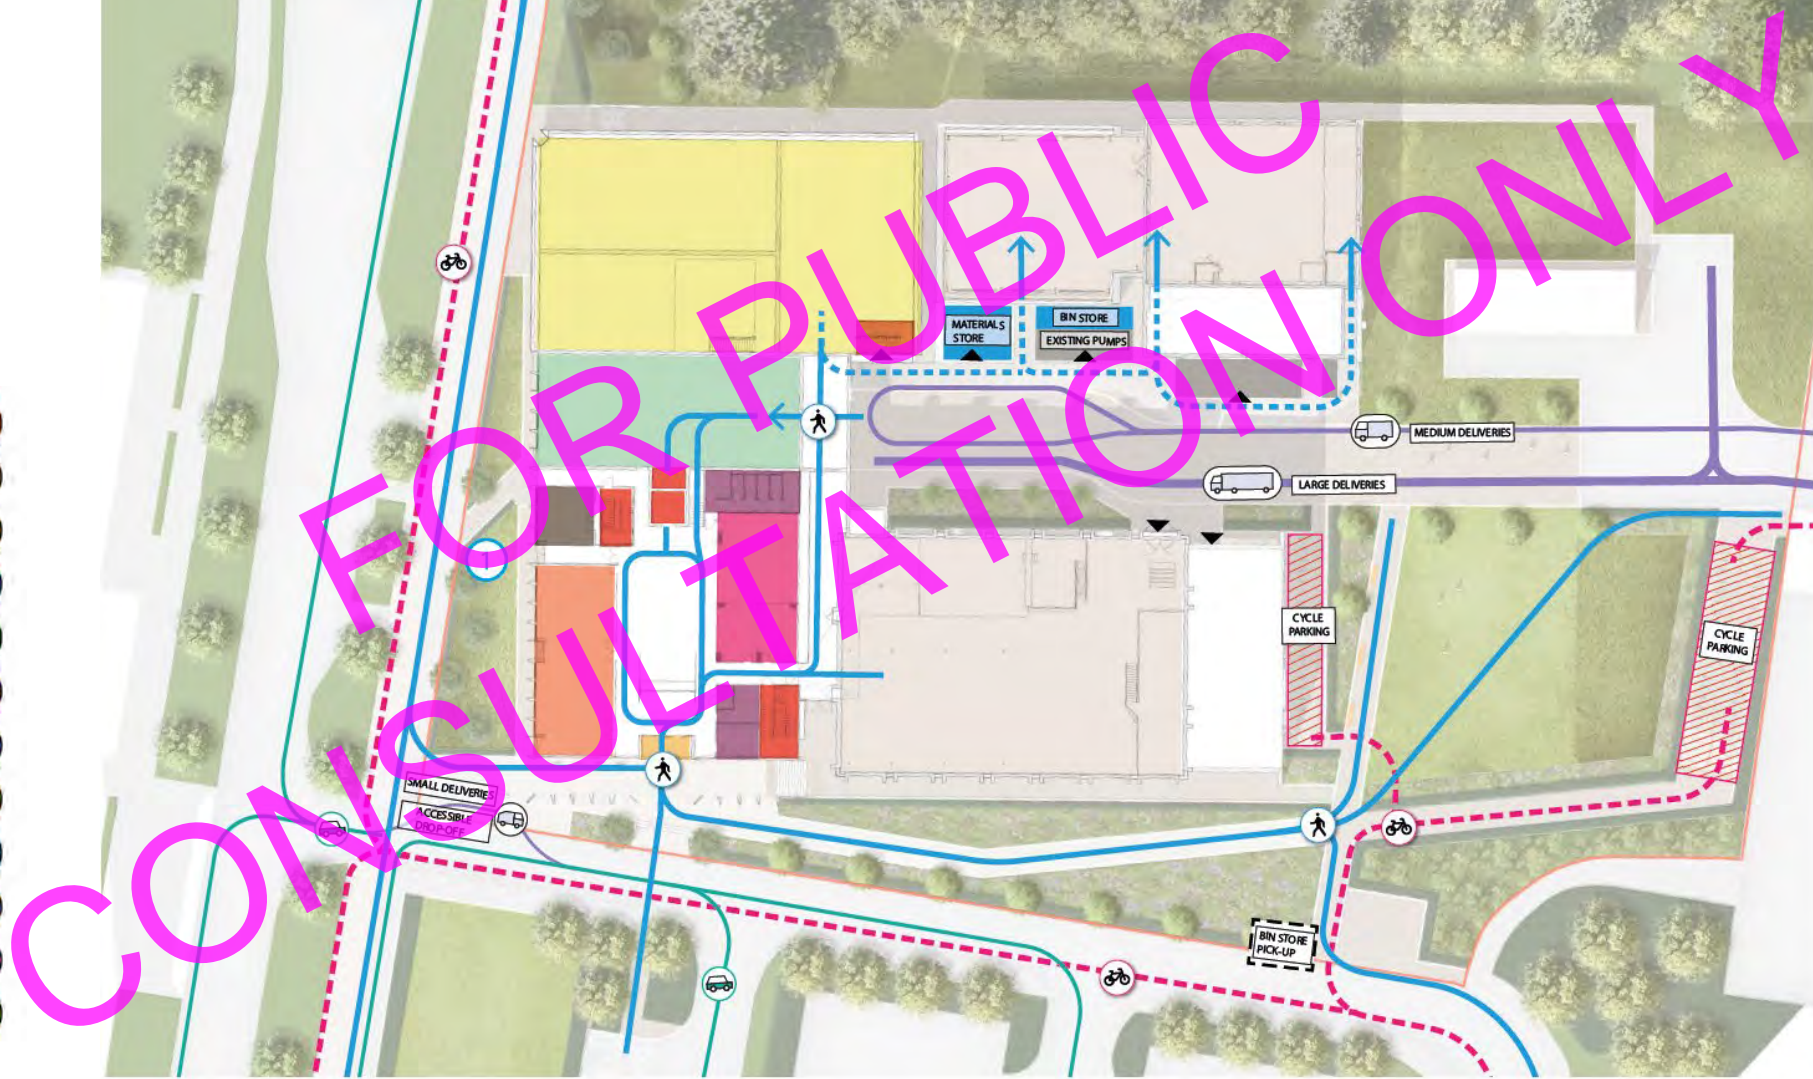 FOR PUBLIC
CONSULTATION ONLY
MATERIALS
STORE
BIN STORE
EXISTING PUMPS
MEDIUM DELIVERIES
LARGE DELIVERIES
CYCLE
PARKING
CYCLE
PARKING
SMALL DELIVERIES
ACCESSIBLE
DROP-OFF
BIN STORE
PICK-UP